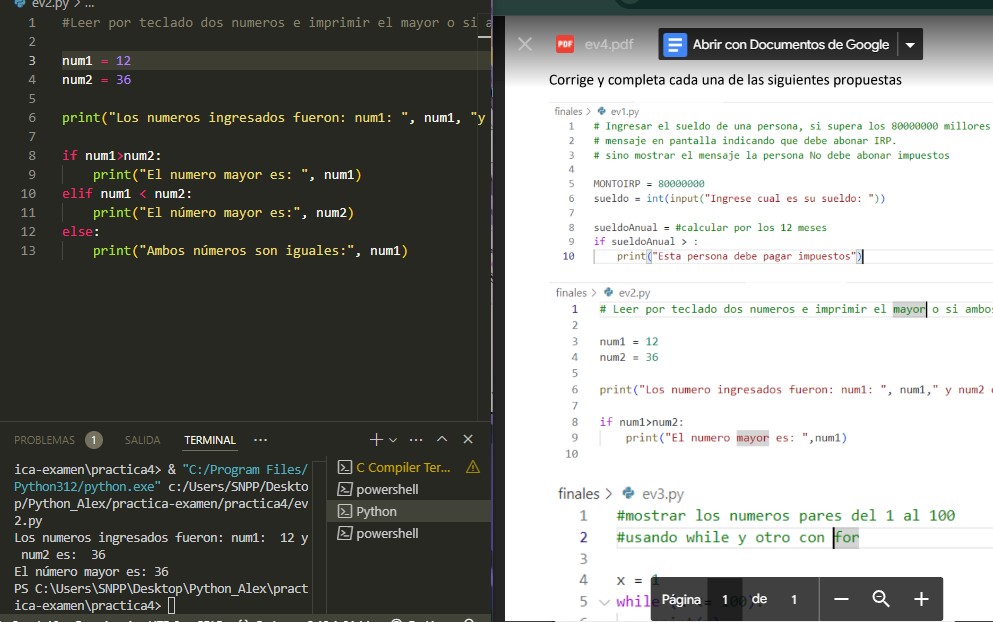 ev2.py > ...
1 #Leer por teclado dos numeros e imprimir el mayor o si a
2
3 num1 = 12
4 num2 = 36
5
6 print("Los numeros ingresados fueron: num1: ", num1, "y
7
8 if num1>num2:
9 print("El numero mayor es: ", num1)
10 elif num1 < num2:
11 print("El número mayor es:", num2)
12 else:
13 print("Ambos números son iguales:", num1)
PROBLEMAS 1 SALIDA TERMINAL ...
ica-examen\practica4> & "C:/Program Files/
Python312/python.exe" c:/Users/SNPP/Deskto
p/Python_Alex/practica-examen/practica4/ev
2.py
Los numeros ingresados fueron: num1:  12 y
num2 es:  36
El número mayor es: 36
PS C:\Users\SNPP\Desktop\Python_Alex\pract
ica-examen\practica4>
C Compiler Ter...
powershell
Python
powershell
PDF ev4.pdf
Abrir con Documentos de Google
Corrige y completa cada una de las siguientes propuestas
finales > ev1.py
1 # Ingresar el sueldo de una persona, si supera los 80000000 millores
2 # mensaje en pantalla indicando que debe abonar IRP.
3 # sino mostrar el mensaje la persona No debe abonar impuestos
4
5 MONTOIRP = 80000000
6 sueldo = int(input("Ingrese cual es su sueldo: "))
7
8 sueldoAnual = #calcular por los 12 meses
9 if sueldoAnual > :
10 print("Esta persona debe pagar impuestos")
finales > ev2.py
1 # Leer por teclado dos numeros e imprimir el mayor o si ambos
2
3 num1 = 12
4 num2 = 36
5
6 print("Los numero ingresados fueron: num1: ", num1," y num2
7
8 if num1>num2:
9 print("El numero mayor es: ",num1)
10
finales > ev3.py
1 #mostrar los numeros pares del 1 al 100
2 #usando while y otro con for
3
4 x = 1
5 while
Página 1 de 1